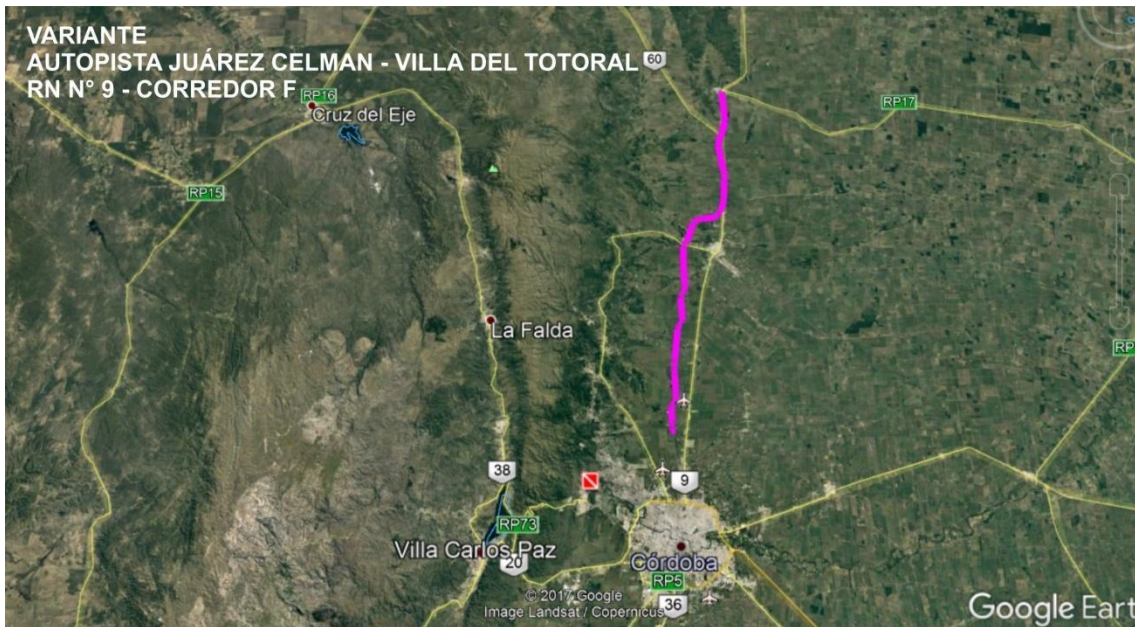 VARIANTE
AUTOPISTA JUÁREZ CELMAN - VILLA DEL TOTORAL
RN N° 9 - CORREDOR F
60
RP16
Cruz del Eje
RP17
RP15
La Falda
RP
38
9
RP73
Villa Carlos Paz
20
Córdoba
RP5
36
© 2017 Google
Image Landsat / Copernicus
Google Eart